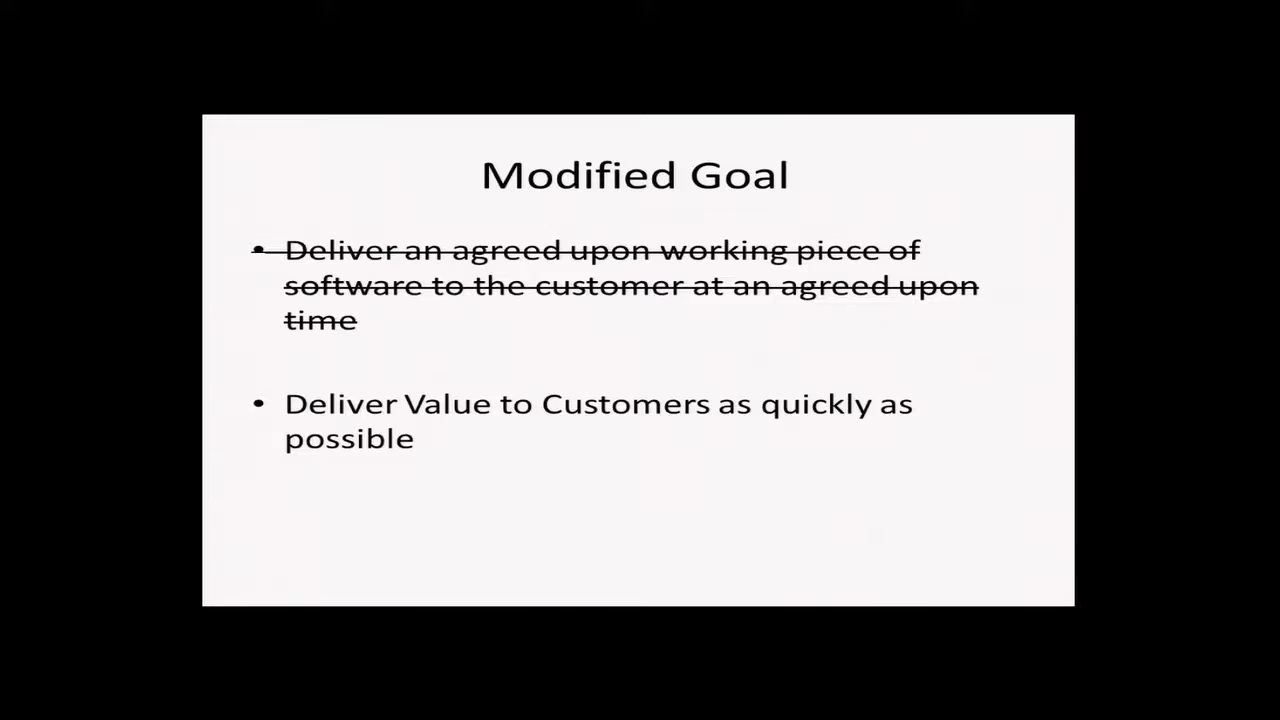 Modified Goal
• Deliver an agreed upon working piece of
software to the customer at an agreed upon
time
• Deliver Value to Customers as quickly as
possible